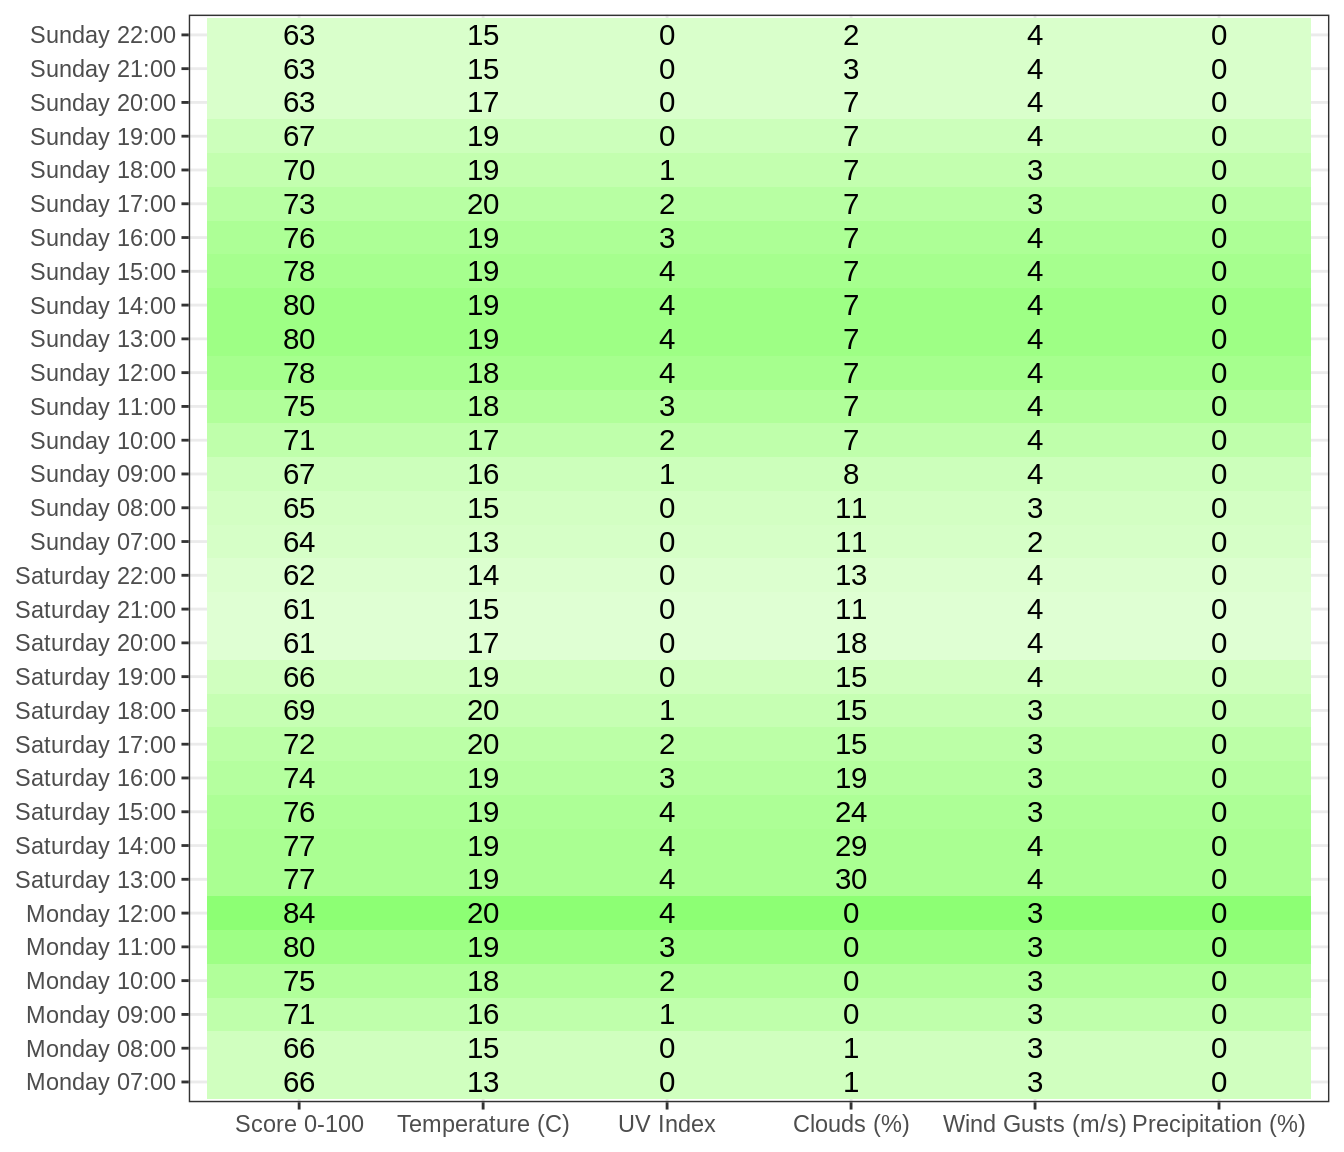 Sunday 22:00 63 15 0 2 4 0
Sunday 21:00 63 15 0 3 4 0
Sunday 20:00 63 17 0 7 4 0
Sunday 19:00 67 19 0 7 4 0
Sunday 18:00 70 19 1 7 3 0
Sunday 17:00 73 20 2 7 3 0
Sunday 16:00 76 19 3 7 4 0
Sunday 15:00 78 19 4 7 4 0
Sunday 14:00 80 19 4 7 4 0
Sunday 13:00 80 19 4 7 4 0
Sunday 12:00 78 18 4 7 4 0
Sunday 11:00 75 18 3 7 4 0
Sunday 10:00 71 17 2 7 4 0
Sunday 09:00 67 16 1 8 4 0
Sunday 08:00 65 15 0 11 3 0
Sunday 07:00 64 13 0 11 2 0
Saturday 22:00 62 14 0 13 4 0
Saturday 21:00 61 15 0 11 4 0
Saturday 20:00 61 17 0 18 4 0
Saturday 19:00 66 19 0 15 4 0
Saturday 18:00 69 20 1 15 3 0
Saturday 17:00 72 20 2 15 3 0
Saturday 16:00 74 19 3 19 3 0
Saturday 15:00 76 19 4 24 3 0
Saturday 14:00 77 19 4 29 4 0
Saturday 13:00 77 19 4 30 4 0
Monday 12:00 84 20 4 0 3 0
Monday 11:00 80 19 3 0 3 0
Monday 10:00 75 18 2 0 3 0
Monday 09:00 71 16 1 0 3 0
Monday 08:00 66 15 0 1 3 0
Monday 07:00 66 13 0 1 3 0
Score 0-100 Temperature (C) UV Index Clouds (%) Wind Gusts (m/s) Precipitation (%)